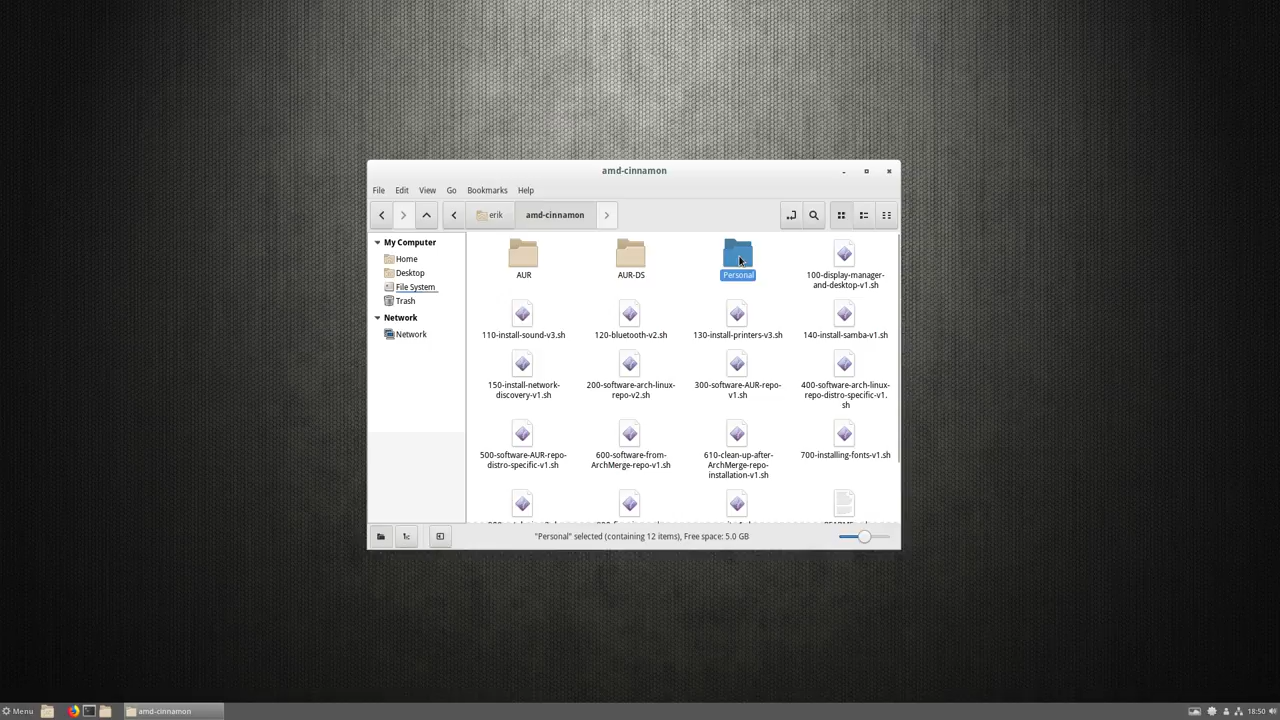 amd-cinnamon
File Edit View Go Bookmarks Help
erik amd-cinnamon
My Computer
Home
Desktop
File System
Trash
Network
Network
AUR AUR-DS Personal 100-display-manager-
and-desktop-v1.sh
110-install-sound-v3.sh 120-bluetooth-v2.sh 130-install-printers-v3.sh 140-install-samba-v1.sh
150-install-network- 200-software-arch-linux- 300-software-AUR-repo- 400-software-arch-linux-
discovery-v1.sh repo-v2.sh v1.sh repo-distro-specific-v1.
sh
500-software-AUR-repo- 600-software-from- 610-clean-up-after- 700-installing-fonts-v1.sh
distro-specific-v1.sh ArchMerge-repo-v1.sh ArchMerge-repo-
installation-v1.sh
"Personal" selected (containing 12 items), Free space: 5.0 GB
Menu amd-cinnamon 18:50